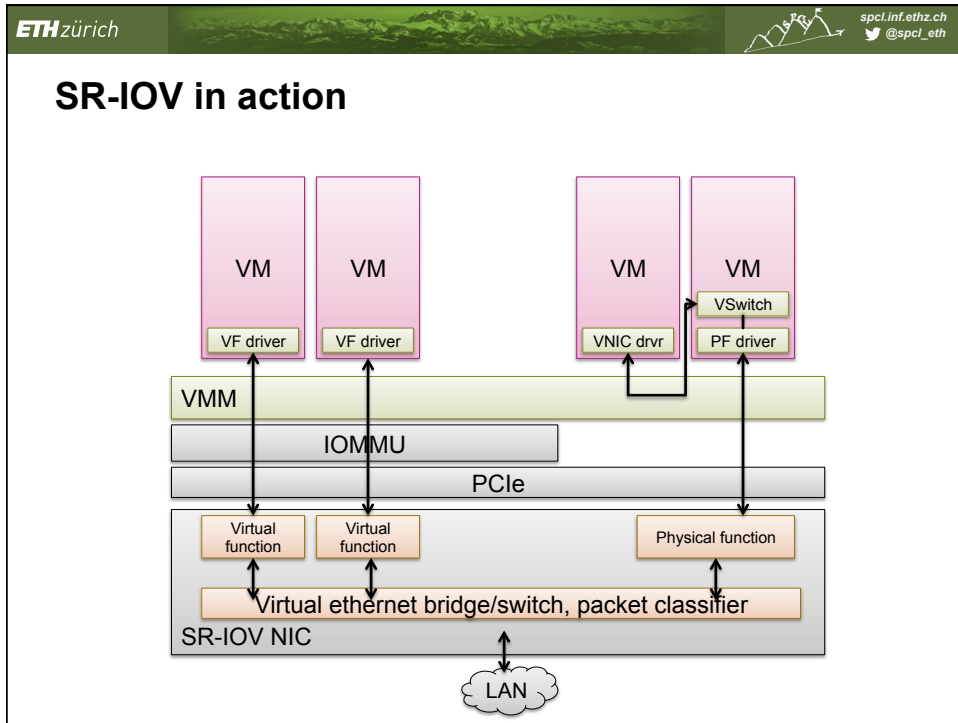 ETH zürich
spcl.inf.ethz.ch
@spcl_eth
SPCL
SR-IOV in action
VM
VM
VM
VM
VSwitch
VF driver
VF driver
VNIC drvr
PF driver
VMM
IOMMU
PCIe
Virtual
function
Virtual
function
Physical function
Virtual ethernet bridge/switch, packet classifier
SR-IOV NIC
LAN